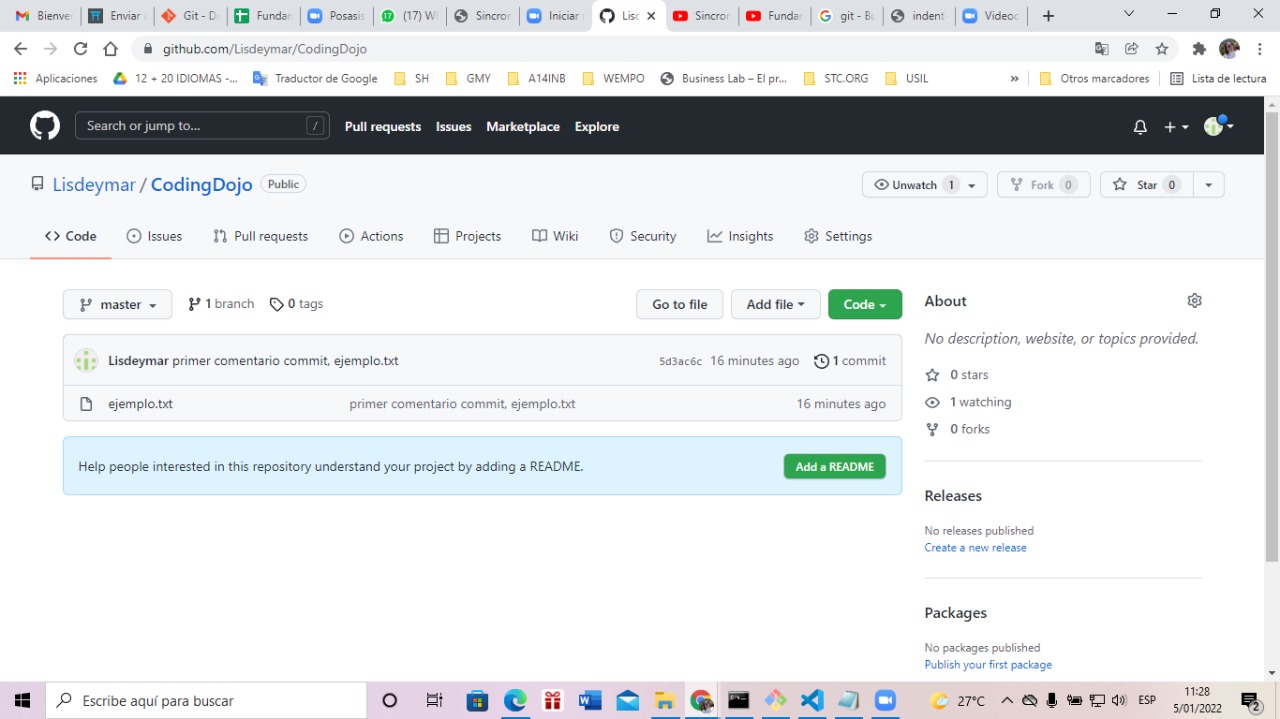 Bienve
Enviar
Git - D
Fundar
Posasis
(17) W
Sincror
Iniciar
Lisc
Sincror
Fundar
git - Bu
indent
Videoc
github.com/Lisdeymar/CodingDojo
Aplicaciones
12 + 20 IDIOMAS -...
Traductor de Google
SH
GMY
A14INB
WEMPO
Business Lab – El pr...
STC.ORG
USIL
»
Otros marcadores
Lista de lectura
Search or jump to...
/
Pull requests
Issues
Marketplace
Explore
Lisdeymar / CodingDojo
Public
Unwatch 1
Fork 0
Star 0
Code
Issues
Pull requests
Actions
Projects
Wiki
Security
Insights
Settings
master
1 branch
0 tags
Go to file
Add file
Code
Lisdeymar primer comentario commit, ejemplo.txt
5d3ac6c 16 minutes ago
1 commit
ejemplo.txt
primer comentario commit, ejemplo.txt
16 minutes ago
Help people interested in this repository understand your project by adding a README.
Add a README
About
No description, website, or topics provided.
0 stars
1 watching
0 forks
Releases
No releases published
Create a new release
Packages
No packages published
Publish your first package
Escribe aquí para buscar
27°C
ESP
11:28
5/01/2022
2